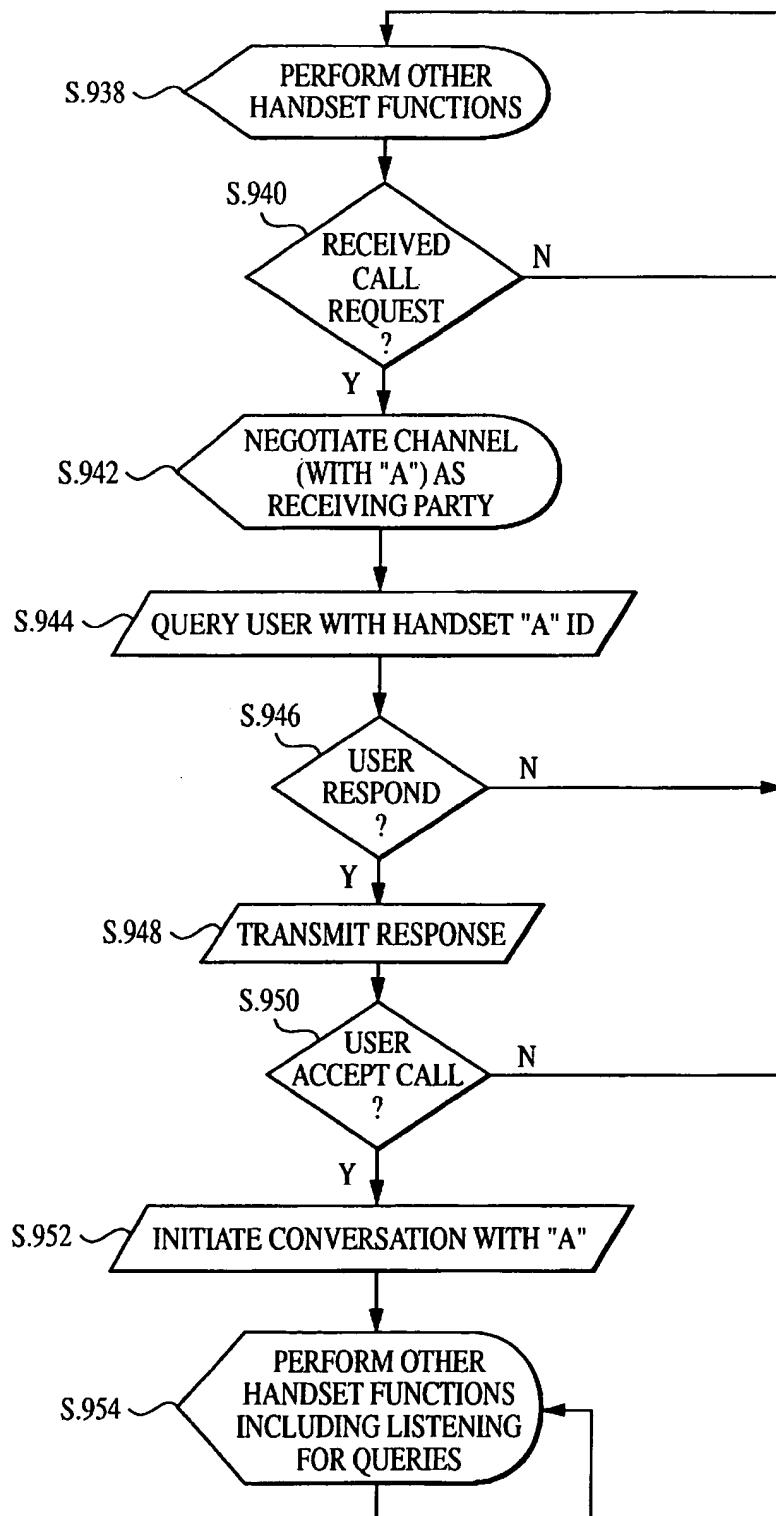 S.938
PERFORM OTHER
HANDSET FUNCTIONS
S.940
RECEIVED
CALL
REQUEST
?
N
Y
S.942
NEGOTIATE CHANNEL
(WITH "A") AS
RECEIVING PARTY
S.944
QUERY USER WITH HANDSET "A" ID
S.946
USER
RESPOND
?
N
Y
S.948
TRANSMIT RESPONSE
S.950
USER
ACCEPT CALL
?
N
Y
S.952
INITIATE CONVERSATION WITH "A"
S.954
PERFORM OTHER
HANDSET FUNCTIONS
INCLUDING LISTENING
FOR QUERIES